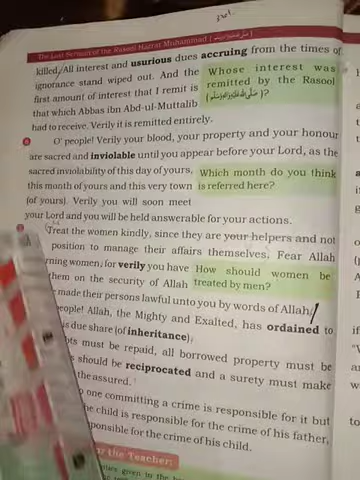 The Last Sermon of the Rasool Hazrat Muhammad (صلى الله عليه وسلم)
killed. All interest and usurious dues accruing from the times of
ignorance stand wiped out. And the
first amount of interest that I remit is
that which Abbas ibn Abd-ul-Muttalib
had to receive. Verily it is remitted entirely.
Whose interest was
remitted by the Rasool
(صلى الله عليه وسلم)?
O' people! Verily your blood, your property and your honour
are sacred and inviolable until you appear before your Lord, as the
sacred inviolability of this day of yours,
this month of yours and this very town
(of yours). Verily you will soon meet
your Lord and you will be held answerable for your actions.
Which month do you think
is referred here?
Treat the women kindly, since they are your helpers and not
position to manage their affairs themselves. Fear Allah
rning women, for verily you have
them on the security of Allah
made their persons lawful unto you by words of Allah.
How should women be
treated by men?
eople! Allah, the Mighty and Exalted, has ordained to
s due share (of inheritance).
bts must be repaid, all borrowed property must be
s should be reciprocated and a surety must make
the assured.
o one committing a crime is responsible for it but
he child is responsible for the crime of his father,
sponsible for the crime of his child.
the Teacher:
given in the